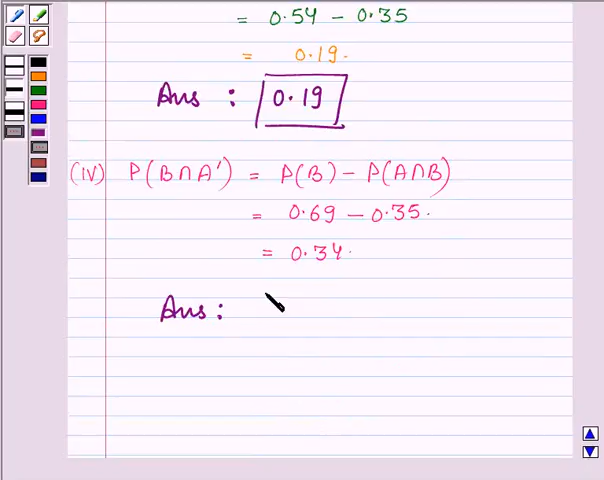 = 0.54 - 0.35
= 0.19.
Ans : 0.19
(iv) P(B∩A') = P(B) - P(A∩B)
= 0.69 - 0.35.
= 0.34.
Ans :